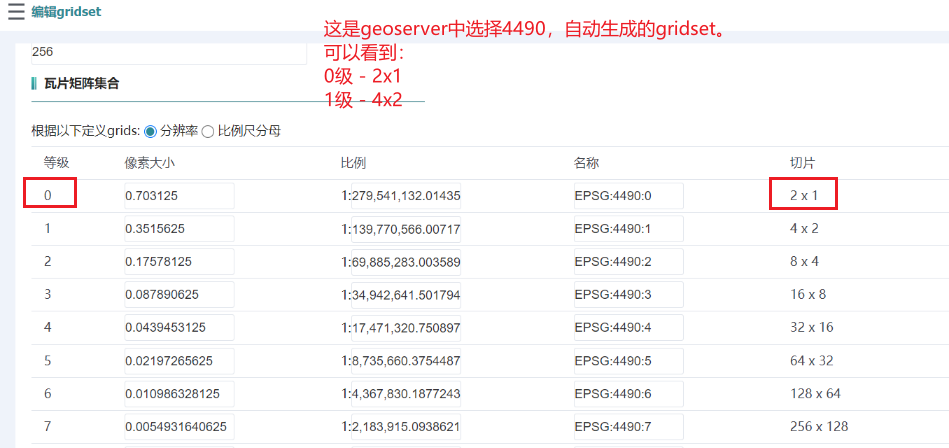 编辑gridset
这是geoserver中选择4490，自动生成的gridset。
可以看到：
0级 - 2x1
1级 - 4x2
256
瓦片矩阵集合
根据以下定义grids: 分辨率 比例尺分母
等级 像素大小 比例 名称 切片
0 0.703125 1:279,541,132.01435 EPSG:4490:0 2 x 1
1 0.3515625 1:139,770,566.00717 EPSG:4490:1 4 x 2
2 0.17578125 1:69,885,283.003589 EPSG:4490:2 8 x 4
3 0.087890625 1:34,942,641.501794 EPSG:4490:3 16 x 8
4 0.0439453125 1:17,471,320.750897 EPSG:4490:4 32 x 16
5 0.02197265625 1:8,735,660.3754487 EPSG:4490:5 64 x 32
6 0.010986328125 1:4,367,830.1877243 EPSG:4490:6 128 x 64
7 0.0054931640625 1:2,183,915.0938621 EPSG:4490:7 256 x 128